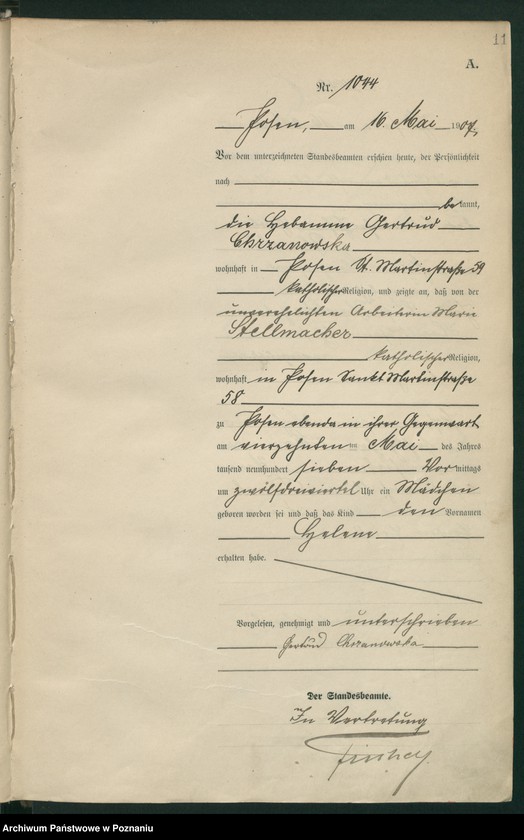 11
A.
Nr. 1044
Posen, am 16. Mai 1907
Vor dem unterzeichneten Standesbeamten erschien heute, der Persönlichkeit
nach
bekannt,
die Hebamme Gertrud
Chrzanowska
wohnhaft in Posen St. Martinstraße 59
katholischer Religion, und zeigte an, daß von der
unverehelichten Arbeiterin Marie
Stellmacher
katholischer Religion,
wohnhaft in Posen Sankt Martinstraße
58
zu Posen ebenda in ihrer Gegenwart
am vierzehnten ten Mai des Jahres
tausend neunhundert sieben Vormittags
um zwölfdreiviertel Uhr ein Mädchen
geboren worden sei und daß das Kind den Vornamen
Helene
erhalten habe.
Vorgelesen, genehmigt und unterschrieben
Gertrud Chrzanowska
Der Standesbeamte.
In Vertretung
Archiwum Państwowe w Poznaniu